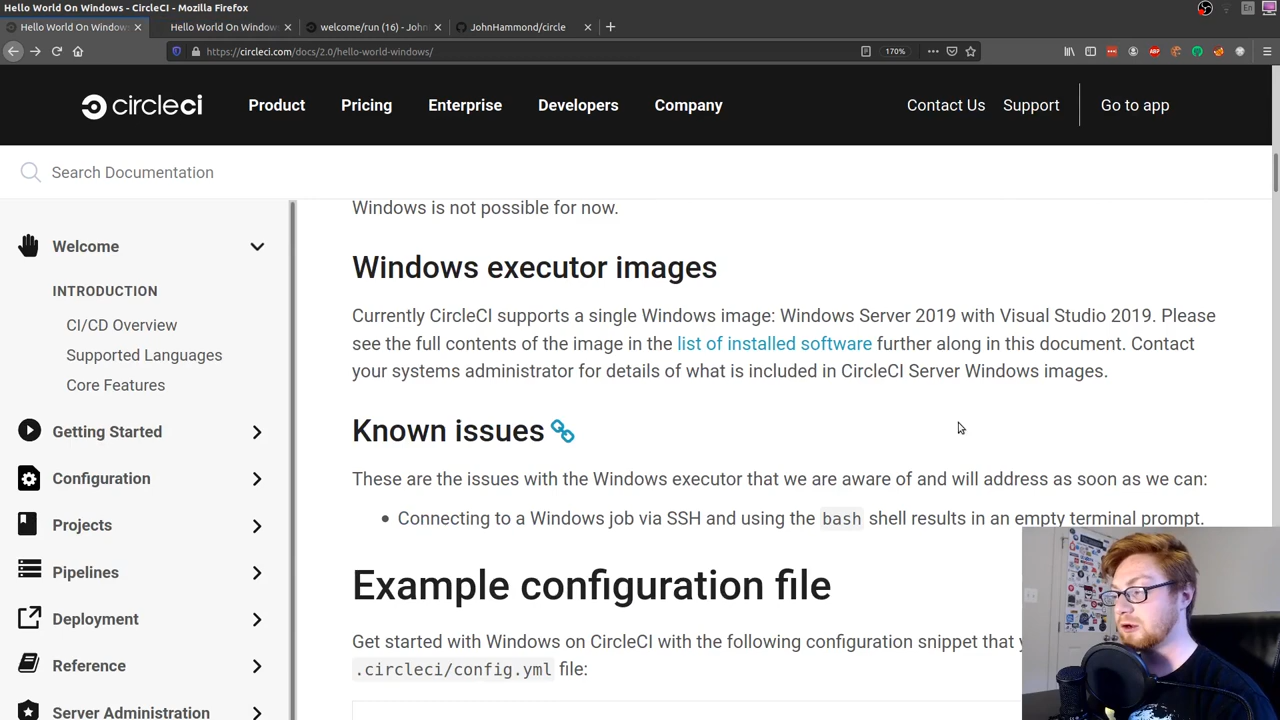 Hello World On Windows - CircleCI - Mozilla Firefox
Hello World On Windows
Hello World On Window
welcome/run (16) - John
JohnHammond/circle
En
https://circleci.com/docs/2.0/hello-world-windows/
170%
ABP
circleci
Product
Pricing
Enterprise
Developers
Company
Contact Us
Support
Go to app
Search Documentation
Welcome
INTRODUCTION
CI/CD Overview
Supported Languages
Core Features
Getting Started
Configuration
Projects
Pipelines
Deployment
Reference
Server Administration
Windows is not possible for now.
Windows executor images
Currently CircleCI supports a single Windows image: Windows Server 2019 with Visual Studio 2019. Please
see the full contents of the image in the list of installed software further along in this document. Contact
your systems administrator for details of what is included in CircleCI Server Windows images.
Known issues
These are the issues with the Windows executor that we are aware of and will address as soon as we can:
• Connecting to a Windows job via SSH and using the bash shell results in an empty terminal prompt.
Example configuration file
Get started with Windows on CircleCI with the following configuration snippet that
.circleci/config.yml file: